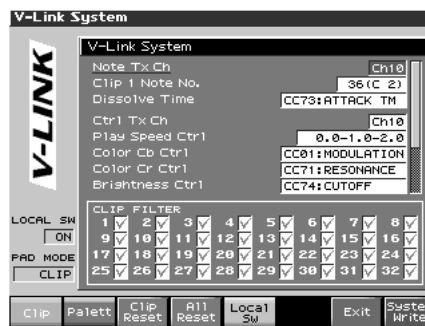 V-Link System
V-LINK
V-Link System
Note Tx Ch Ch10
Clip 1 Note No. 36(C 2)
Dissolve Time CC73:ATTACK TM
Ctrl Tx Ch Ch10
Play Speed Ctrl 0.0-1.0-2.0
Color Cb Ctrl CC01:MODULATION
Color Cr Ctrl CC71:RESONANCE
Brightness Ctrl CC74:CUTOFF
LOCAL SW
ON
PAD MODE
CLIP
CLIP FILTER
1 2 3 4 5 6 7 8
9 10 11 12 13 14 15 16
17 18 19 20 21 22 23 24
25 26 27 28 29 30 31 32
Clip Palett Clip Reset All Reset Local Sw Exit Syste Write